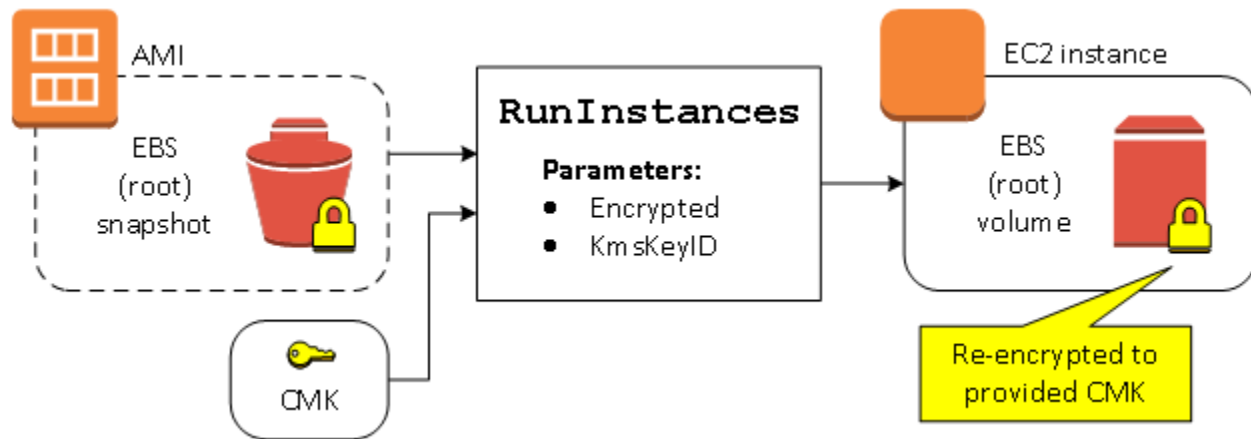 AMI
EBS
(root)
snapshot
CMK
RunInstances
Parameters:
● Encrypted
● KmsKeyID
EC2 instance
EBS
(root)
volume
Re-encrypted to
provided CMK